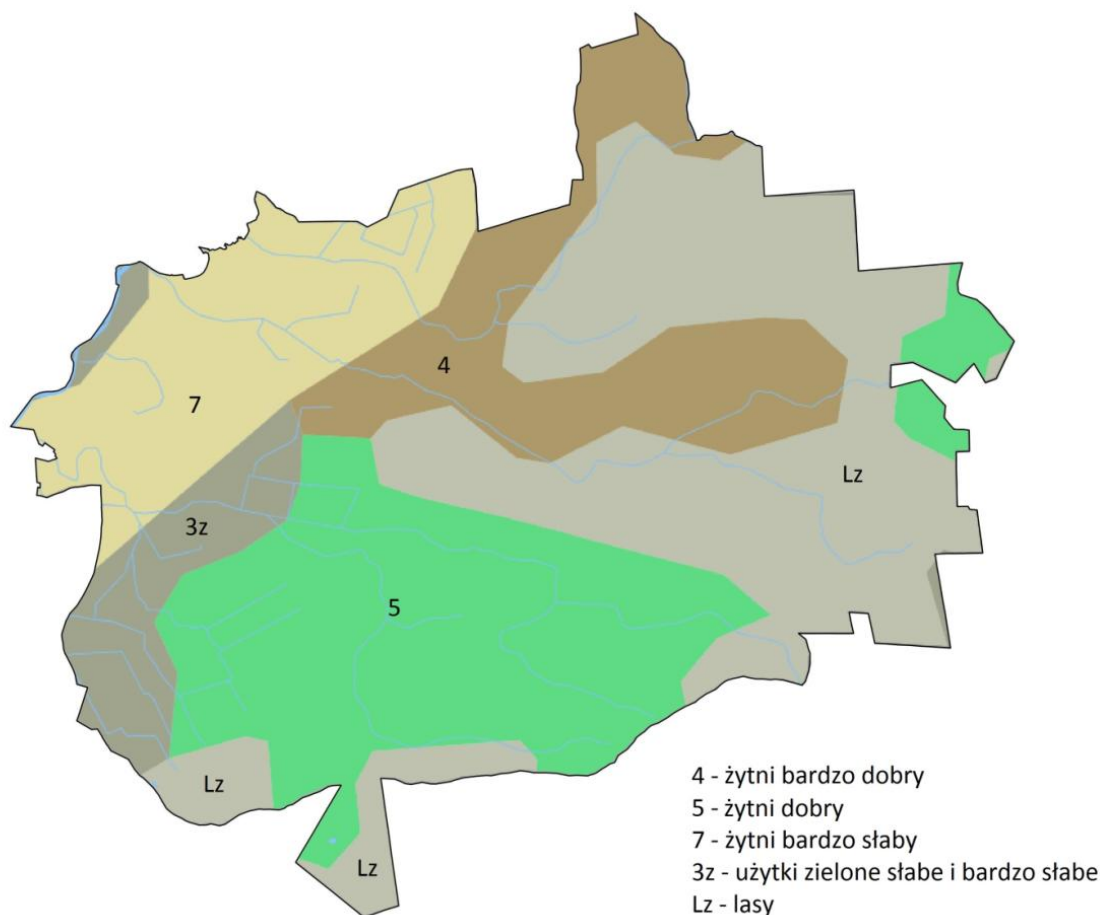 4
7
Lz
3z
5
Lz
Lz
4 - żytni bardzo dobry
5 - żytni dobry
7 - żytni bardzo słaby
3z - użytki zielone słabe i bardzo słabe
Lz - lasy